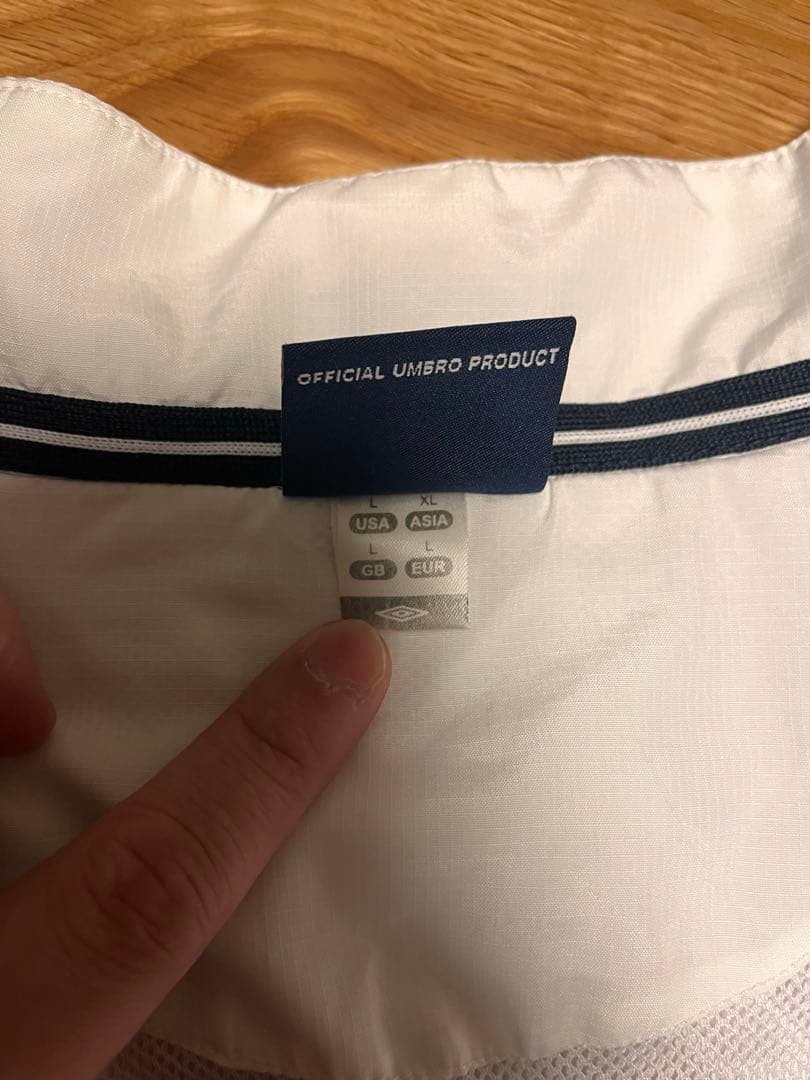 OFFICIAL UMBRO PRODUCT
L XL
USA ASIA
L L
GB EUR